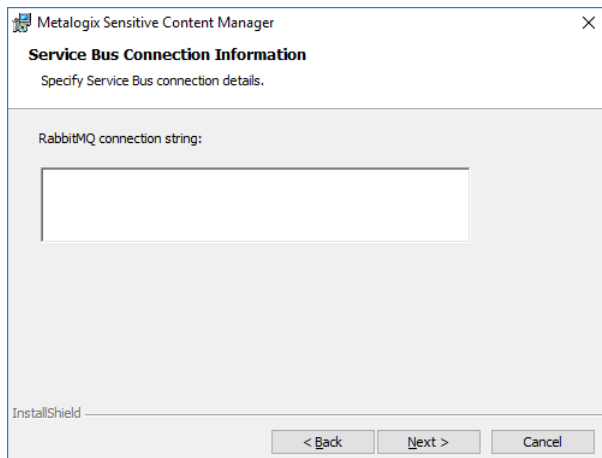 Metalogix Sensitive Content Manager
Service Bus Connection Information
Specify Service Bus connection details.
RabbitMQ connection string:
InstallShield
< Back Next > Cancel